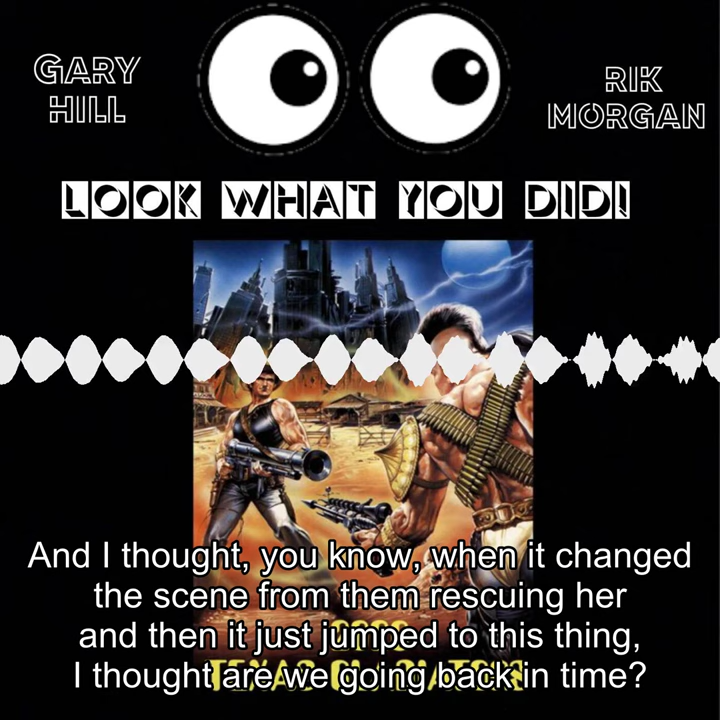 GARY
HILL
RIK
MORGAN
LOOK WHAT YOU DID!
And I thought, you know, when it changed
the scene from them rescuing her
and then it just jumped to this thing,
I thought are we going back in time?